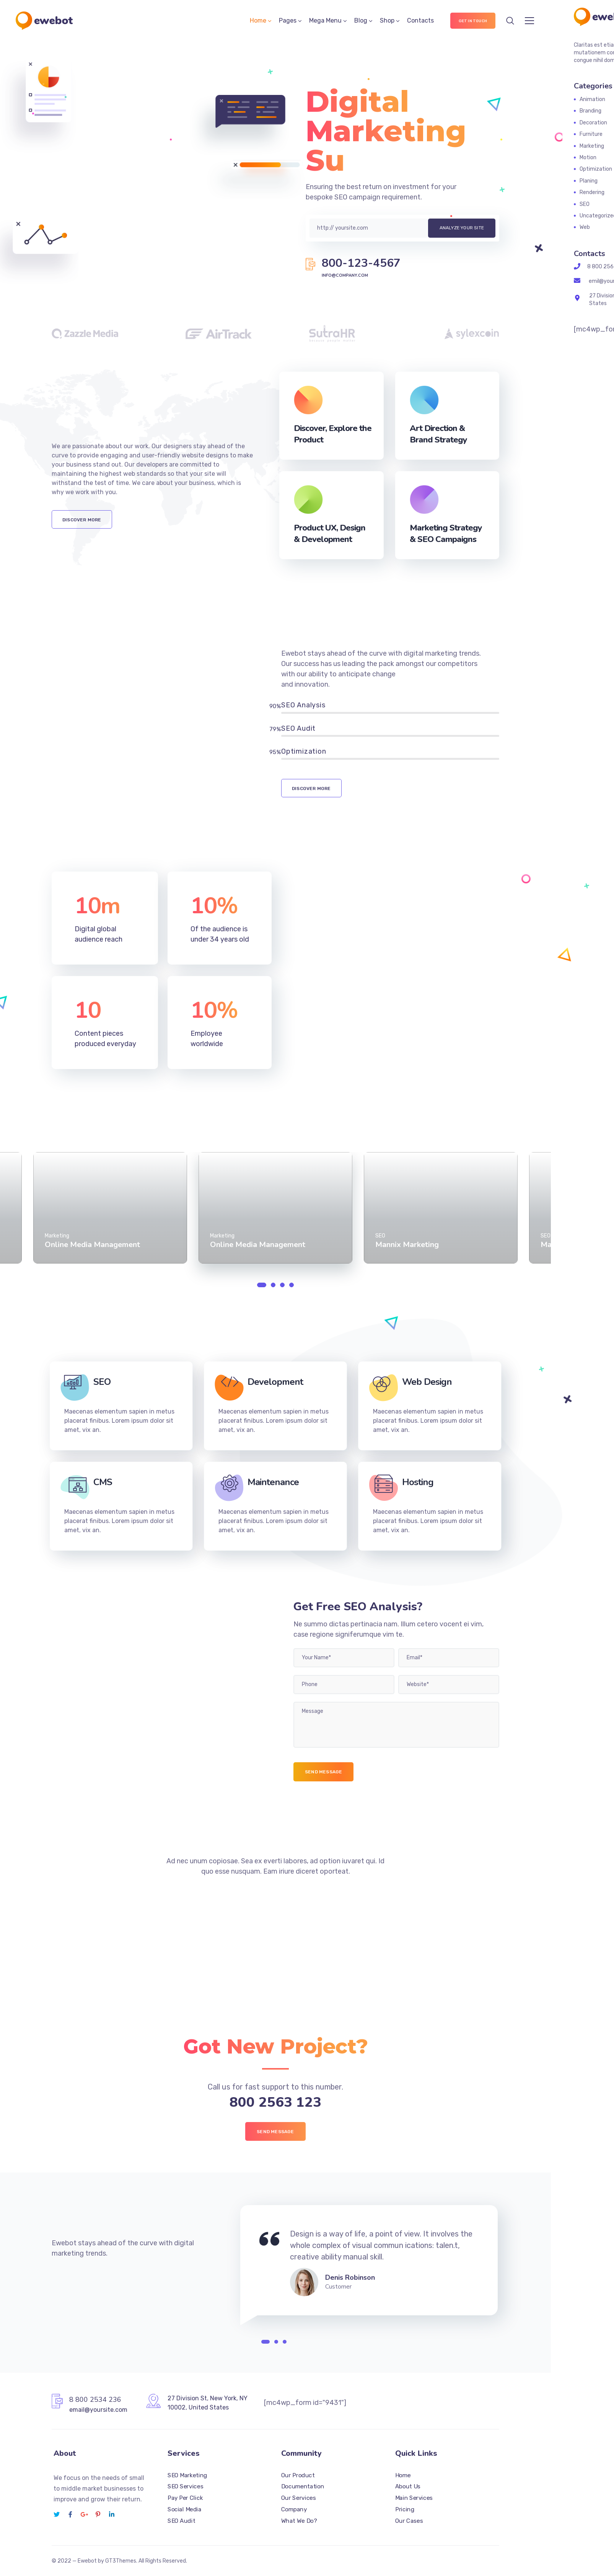 ewebot
Home Pages Mega Menu Blog Shop Contacts
GET IN TOUCH
Digital
Marketing
Su
Ensuring the best return on investment for your
bespoke SEO campaign requirement.
http:// yoursite.com
ANALYZE YOUR SITE
800-123-4567
INFO@COMPANY.COM
Zazzle Media
AirTrack
SutroHR
sylexcoin
We are passionate about our work. Our designers stay ahead of the
curve to provide engaging and user-friendly website designs to make
your business stand out. Our developers are committed to
maintaining the highest web standards so that your site will
withstand the test of time. We care about your business, which is
why we work with you.
DISCOVER MORE
Discover, Explore the
Product
Art Direction &
Brand Strategy
Product UX, Design
& Development
Marketing Strategy
& SEO Campaigns
Ewebot stays ahead of the curve with digital marketing trends.
Our success has us leading the pack amongst our competitors
with our ability to anticipate change
and innovation.
90% SEO Analysis
79% SEO Audit
95% Optimization
DISCOVER MORE
10m
Digital global
audience reach
10%
Of the audience is
under 34 years old
10
Content pieces
produced everyday
10%
Employee
worldwide
Marketing
Online Media Management
Marketing
Online Media Management
SEO
Mannix Marketing
SEO
Ma
SEO
Maecenas elementum sapien in metus
placerat finibus. Lorem ipsum dolor sit
amet, vix an.
Development
Maecenas elementum sapien in metus
placerat finibus. Lorem ipsum dolor sit
amet, vix an.
Web Design
Maecenas elementum sapien in metus
placerat finibus. Lorem ipsum dolor sit
amet, vix an.
CMS
Maecenas elementum sapien in metus
placerat finibus. Lorem ipsum dolor sit
amet, vix an.
Maintenance
Maecenas elementum sapien in metus
placerat finibus. Lorem ipsum dolor sit
amet, vix an.
Hosting
Maecenas elementum sapien in metus
placerat finibus. Lorem ipsum dolor sit
amet, vix an.
Get Free SEO Analysis?
Ne summo dictas pertinacia nam. Illum cetero vocent ei vim,
case regione signiferumque vim te.
Your Name*
Email*
Phone
Website*
Message
SEND MESSAGE
Ad nec unum copiosae. Sea ex everti labores, ad option iuvaret qui. Id
quo esse nusquam. Eam iriure diceret oporteat.
Got New Project?
Call us for fast support to this number.
800 2563 123
SEND MESSAGE
Ewebot stays ahead of the curve with digital
marketing trends.
Design is a way of life, a point of view. It involves the
whole complex of visual commun ications: talen.t,
creative ability manual skill.
Denis Robinson
Customer
8 800 2534 236
email@yoursite.com
27 Division St, New York, NY
10002, United States
[mc4wp_form id="9431"]
About
We focus on the needs of small
to middle market businesses to
improve and grow their return.
Services
SEO Marketing
SEO Services
Pay Per Click
Social Media
SEO Audit
Community
Our Product
Documentation
Our Services
Company
What We Do?
Quick Links
Home
About Us
Main Services
Pricing
Our Cases
© 2022 – Ewebot by GT3Themes. All Rights Reserved.
ewe
Claritas est etia
mutationem co
congue nihil dom
Categories
Animation
Branding
Decoration
Furniture
Marketing
Motion
Optimization
Planing
Rendering
SEO
Uncategorize
Web
Contacts
8 800 256
emil@your
27 Division
States
[mc4wp_for